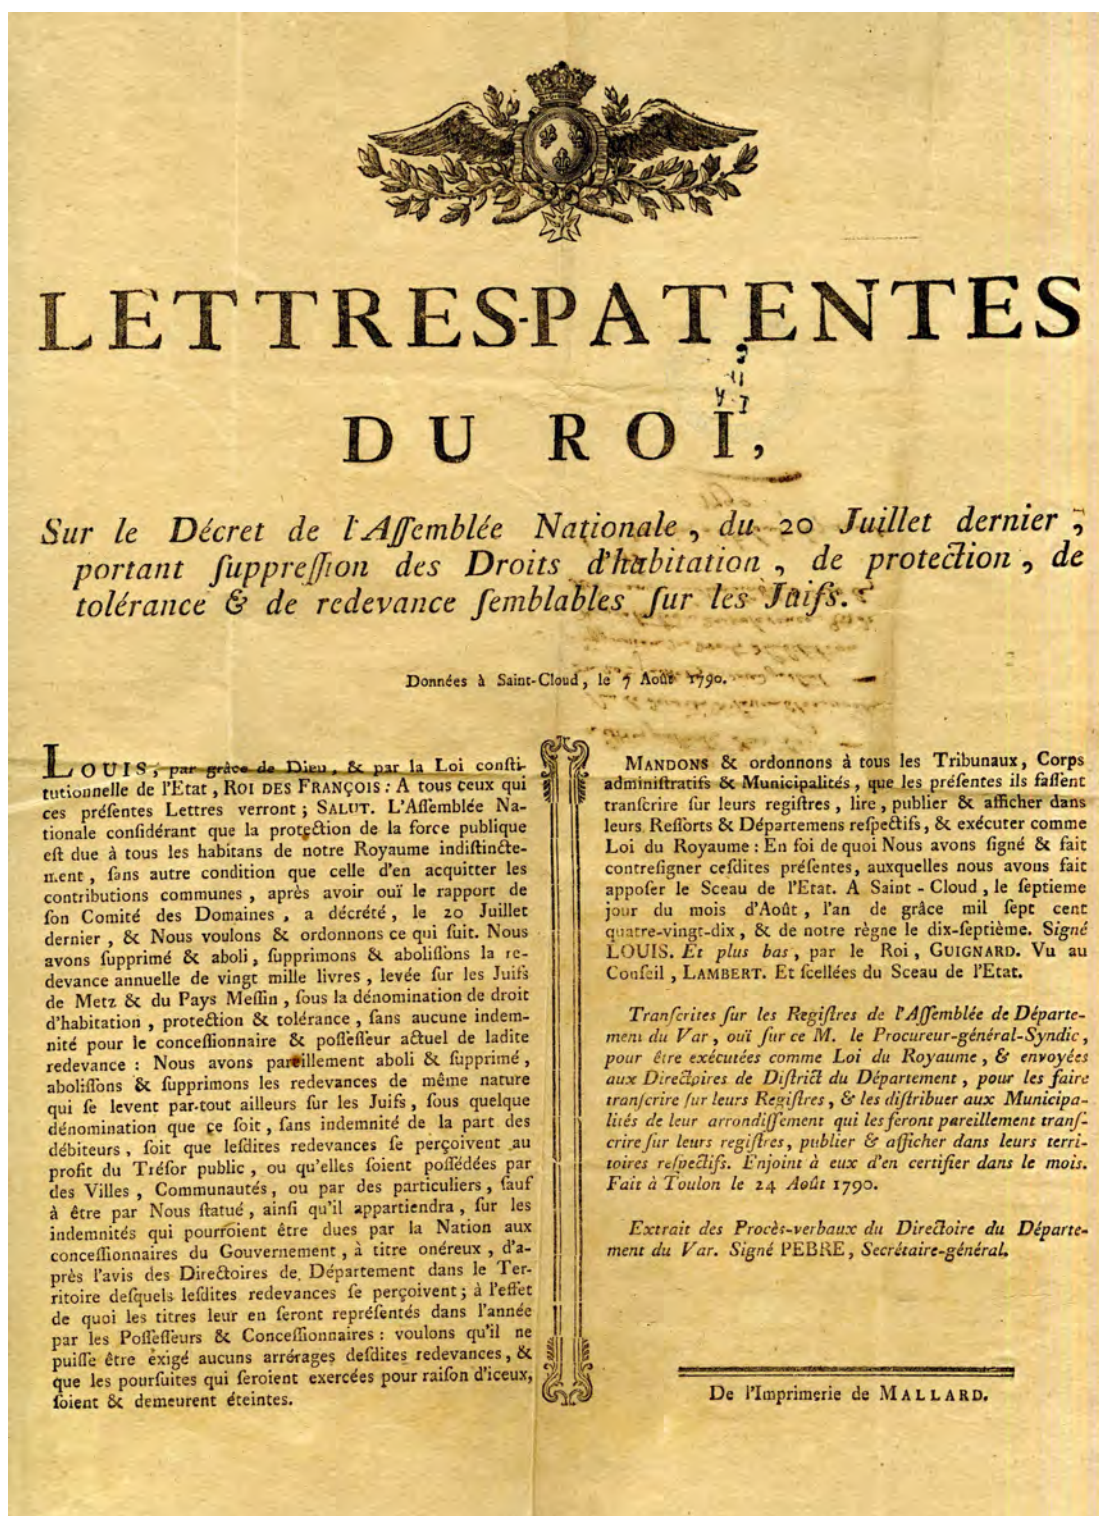 LETTRES-PATENTES
DU ROI,
Sur le Décret de l'Aſſemblée Nationale, du 20 Juillet dernier,
portant ſuppreſſion des Droits d'habitation, de protection, de
tolérance & de redevance ſemblables ſur les Juifs.
Données à Saint-Cloud, le 7 Août 1790.
LOUIS, par grâce de Dieu, & par la Loi conſti-
tutionnelle de l'Etat, ROI DES FRANÇOIS : A tous ceux qui
ces préſentes Lettres verront ; SALUT. L'Aſſemblée Na-
tionale conſidérant que la protection de la force publique
eſt due à tous les habitans de notre Royaume indiſtincte-
ment, ſans autre condition que celle d'en acquitter les
contributions communes, après avoir ouï le rapport de
ſon Comité des Domaines, a décrété, le 20 Juillet
dernier, & Nous voulons & ordonnons ce qui ſuit. Nous
avons ſupprimé & aboli, ſupprimons & aboliſſons la re-
devance annuelle de vingt mille livres, levée ſur les Juifs
de Metz & du Pays Meſſin, ſous la dénomination de droit
d'habitation, protection & tolérance, ſans aucune indem-
nité pour le conceſſionnaire & poſſeſſeur actuel de ladite
redevance : Nous avons pareillement aboli & ſupprimé,
aboliſſons & ſupprimons les redevances de même nature
qui ſe levent par-tout ailleurs ſur les Juifs, ſous quelque
dénomination que ce ſoit, ſans indemnité de la part des
débiteurs, ſoit que leſdites redevances ſe perçoivent au
profit du Tréſor public, ou qu'elles ſoient poſſédées par
des Villes, Communautés, ou par des particuliers, ſauf
à être par Nous ſtatué, ainſi qu'il appartiendra, ſur les
indemnités qui pourroient être dues par la Nation aux
conceſſionnaires du Gouvernement, à titre onéreux, d'a-
près l'avis des Directoires de Département dans le Ter-
ritoire deſquels leſdites redevances ſe perçoivent ; à l'effet
de quoi les titres leur en ſeront repréſentés dans l'année
par les Poſſeſſeurs & Conceſſionnaires : voulons qu'il ne
puiſſe être exigé aucuns arrérages deſdites redevances, &
que les pourſuites qui ſeroient exercées pour raiſon d'iceux,
ſoient & demeurent éteintes.
MANDONS & ordonnons à tous les Tribunaux, Corps
adminiſtratifs & Municipalités, que les préſentes ils faſſent
tranſcrire ſur leurs regiſtres, lire, publier & afficher dans
leurs Reſſorts & Départemens reſpectifs, & exécuter comme
Loi du Royaume : En foi de quoi Nous avons ſigné & fait
contreſigner ceſdites préſentes, auxquelles nous avons fait
appoſer le Sceau de l'Etat. A Saint-Cloud, le ſeptieme
jour du mois d'Août, l'an de grâce mil ſept cent
quatre-vingt-dix, & de notre règne le dix-ſeptième. Signé
LOUIS. Et plus bas, par le Roi, GUIGNARD. Vu au
Conſeil, LAMBERT. Et ſcellées du Sceau de l'Etat.
Tranſcrites ſur les Regiſtres de l'Aſſemblée de Départe-
ment du Var, ouï ſur ce M. le Procureur-général-Syndic,
pour être exécutées comme Loi du Royaume, & envoyées
aux Directoires de Diſtrict du Département, pour les faire
tranſcrire ſur leurs Regiſtres, & les diſtribuer aux Municipa-
lités de leur arrondiſſement qui les feront pareillement tranſ-
crire ſur leurs regiſtres, publier & afficher dans leurs terri-
toires reſpectifs. Enjoint à eux d'en certifier dans le mois.
Fait à Toulon le 24 Août 1790.
Extrait des Procès-verbaux du Directoire du Départe-
ment du Var. Signé PEBRE, Secrétaire-général.
De l'Imprimerie de MALLARD.